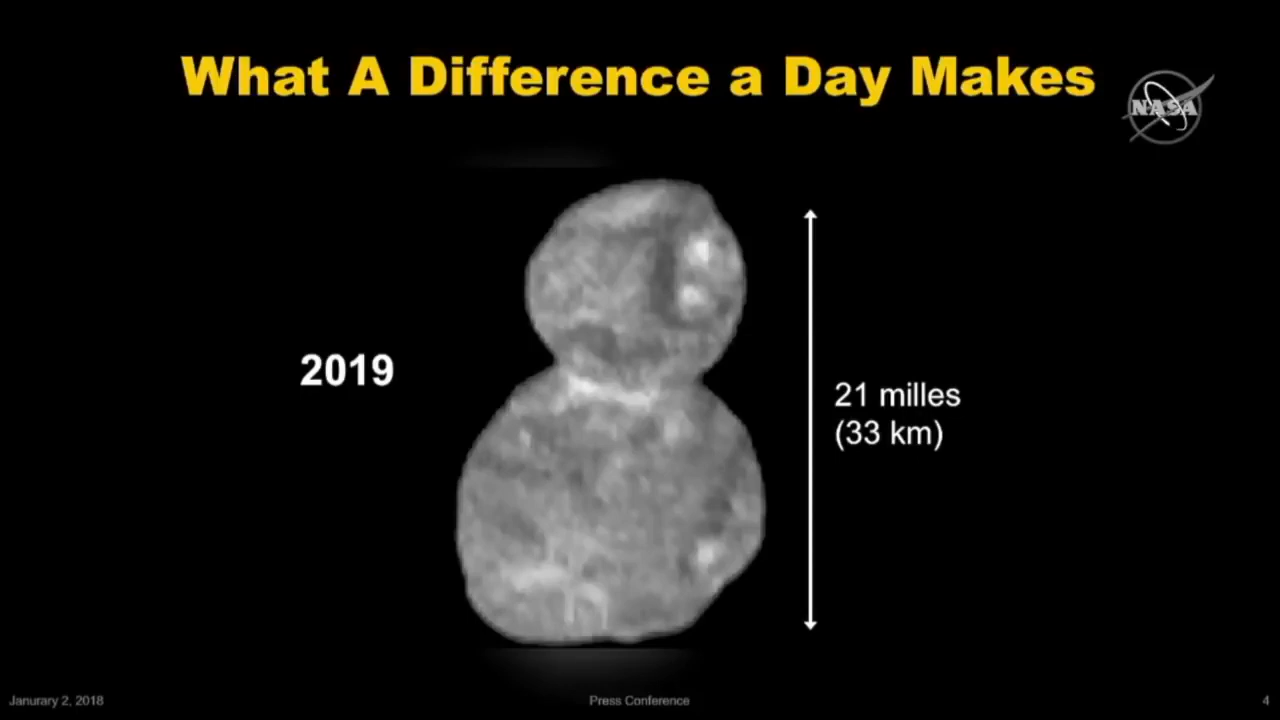 What A Difference a Day Makes
NASA
2019
21 milles
(33 km)
Janurary 2, 2018
Press Conference
4